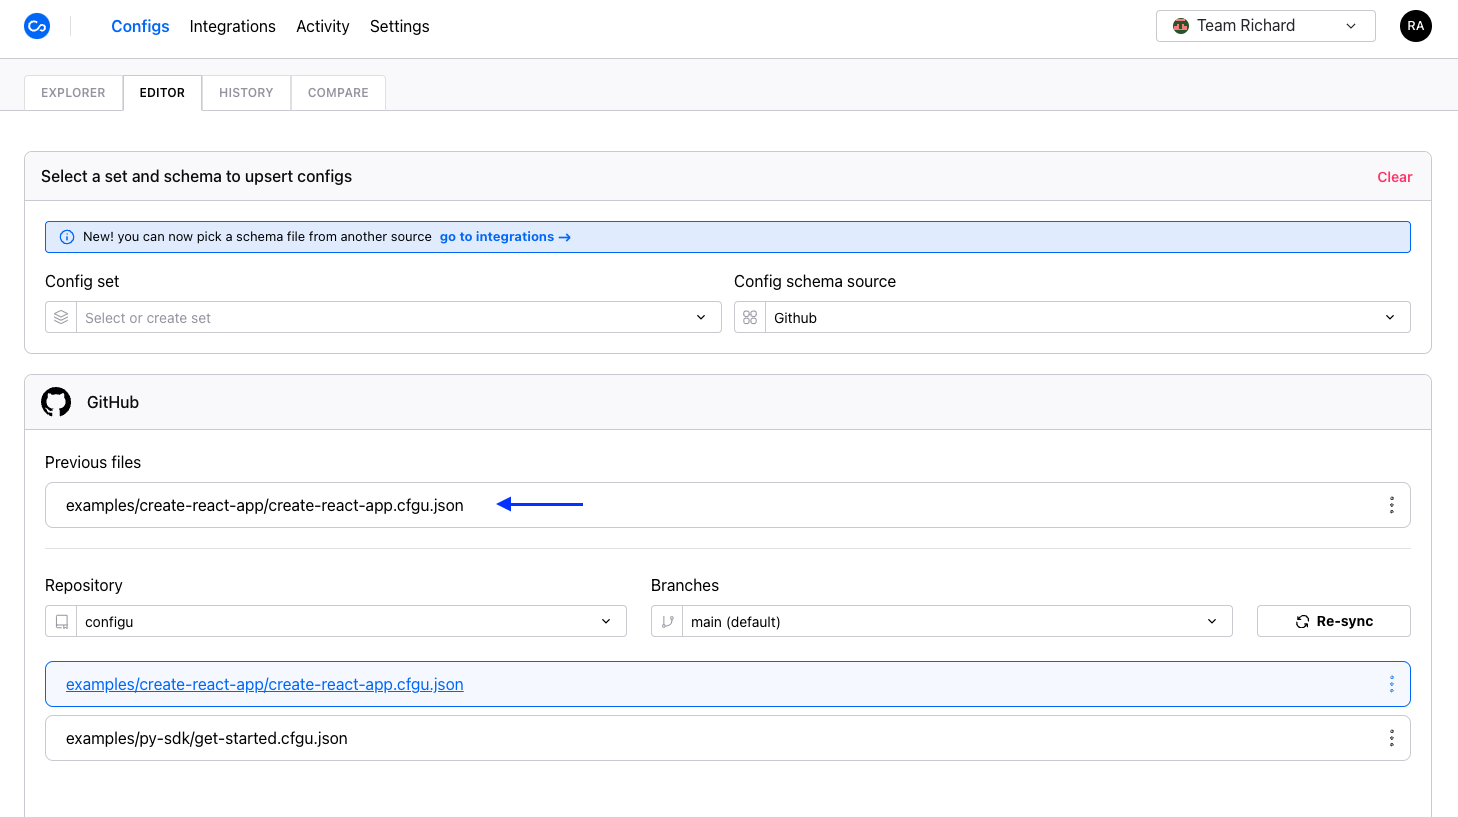 Configs Integrations Activity Settings Team Richard RA
EXPLORER EDITOR HISTORY COMPARE
Select a set and schema to upsert configs Clear
New! you can now pick a schema file from another source go to integrations →
Config set Config schema source
Select or create set Github
GitHub
Previous files
examples/create-react-app/create-react-app.cfgu.json
Repository Branches
configu main (default) Re-sync
examples/create-react-app/create-react-app.cfgu.json
examples/py-sdk/get-started.cfgu.json